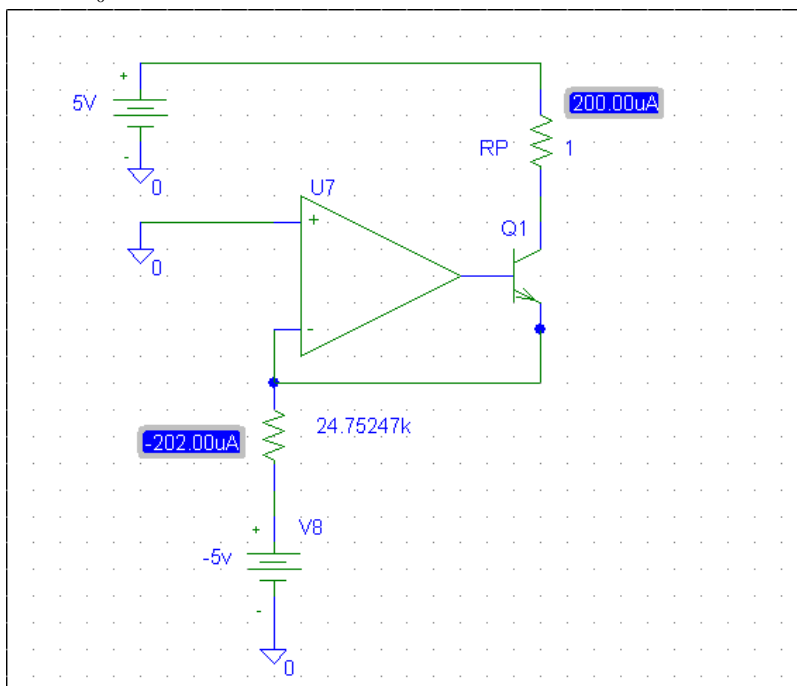 +
200.00uA
5V
RP 1
-
0
U7
+
Q1
0
-
24.75247k
-202.00uA
+ V8
-5v
-
0